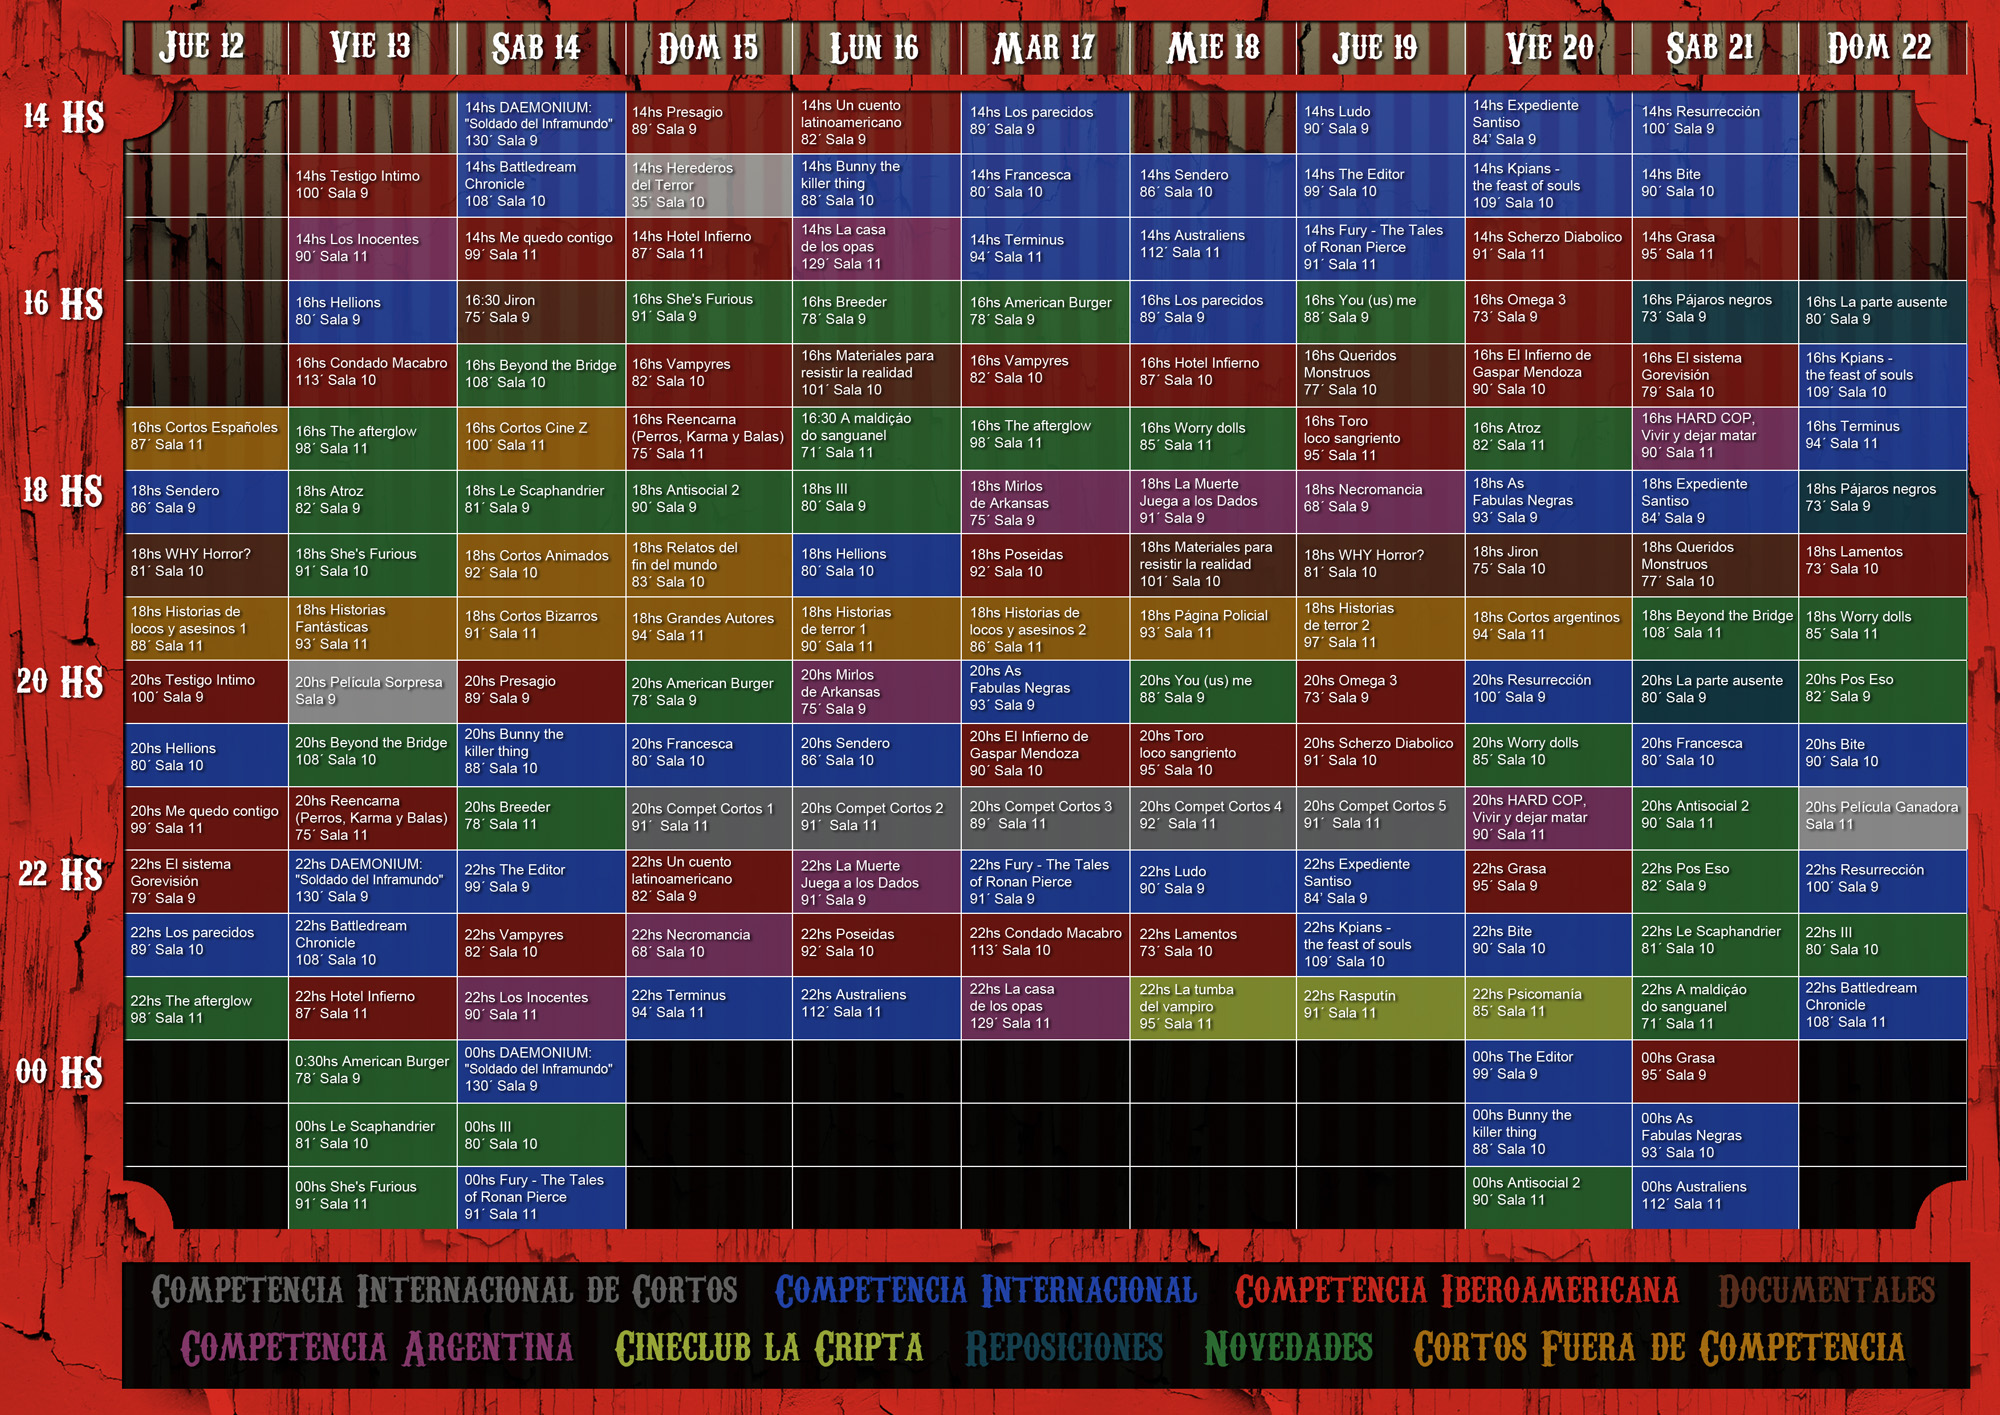 JUE 12 VIE 13 SAB 14 DOM 15 LUN 16 MAR 17 MIE 18 JUE 19 VIE 20 SAB 21 DOM 22
14 HS
14hs DAEMONIUM:
"Soldado del Inframundo"
130´ Sala 9
14hs Presagio
89´ Sala 9
14hs Un cuento
latinoamericano
82´ Sala 9
14hs Los parecidos
89´ Sala 9
14hs Ludo
90´ Sala 9
14hs Expediente
Santiso
84' Sala 9
14hs Resurrección
100´ Sala 9
14hs Testigo Intimo
100´ Sala 9
14hs Battledream
Chronicle
108´ Sala 10
14hs Herederos
del Terror
35´ Sala 10
14hs Bunny the
killer thing
88´ Sala 10
14hs Francesca
80´ Sala 10
14hs Sendero
86´ Sala 10
14hs The Editor
99´ Sala 10
14hs Kpians -
the feast of souls
109´ Sala 10
14hs Bite
90´ Sala 10
14hs Los Inocentes
90´ Sala 11
14hs Me quedo contigo
99´ Sala 11
14hs Hotel Infierno
87´ Sala 11
14hs La casa
de los opas
129´ Sala 11
14hs Terminus
94´ Sala 11
14hs Australiens
112´ Sala 11
14hs Fury - The Tales
of Ronan Pierce
91´ Sala 11
14hs Scherzo Diabolico
91´ Sala 11
14hs Grasa
95´ Sala 11
16 HS
16hs Hellions
80´ Sala 9
16:30 Jiron
75´ Sala 9
16hs She's Furious
91´ Sala 9
16hs Breeder
78´ Sala 9
16hs American Burger
78´ Sala 9
16hs Los parecidos
89´ Sala 9
16hs You (us) me
88´ Sala 9
16hs Omega 3
73´ Sala 9
16hs Pájaros negros
73´ Sala 9
16hs La parte ausente
80´ Sala 9
16hs Condado Macabro
113´ Sala 10
16hs Beyond the Bridge
108´ Sala 10
16hs Vampyres
82´ Sala 10
16hs Materiales para
resistir la realidad
101´ Sala 10
16hs Vampyres
82´ Sala 10
16hs Hotel Infierno
87´ Sala 10
16hs Queridos
Monstruos
77´ Sala 10
16hs El Infierno de
Gaspar Mendoza
90´ Sala 10
16hs El sistema
Gorevisión
79´ Sala 10
16hs Kpians -
the feast of souls
109´ Sala 10
16hs Cortos Españoles
87´ Sala 11
16hs The afterglow
98´ Sala 11
16hs Cortos Cine Z
100´ Sala 11
16hs Reencarna
(Perros, Karma y Balas)
75´ Sala 11
16:30 A maldição
do sanguanel
71´ Sala 11
16hs The afterglow
98´ Sala 11
16hs Worry dolls
85´ Sala 11
16hs Toro
loco sangriento
95´ Sala 11
16hs Atroz
82´ Sala 11
16hs HARD COP,
Vivir y dejar matar
90´ Sala 11
16hs Terminus
94´ Sala 11
18 HS
18hs Sendero
86´ Sala 9
18hs Atroz
82´ Sala 9
18hs Le Scaphandrier
81´ Sala 9
18hs Antisocial 2
90´ Sala 9
18hs III
80´ Sala 9
18hs Mirlos
de Arkansas
75´ Sala 9
18hs La Muerte
Juega a los Dados
91´ Sala 9
18hs Necromancia
68´ Sala 9
18hs As
Fabulas Negras
93´ Sala 9
18hs Expediente
Santiso
84' Sala 9
18hs Pájaros negros
73´ Sala 9
18hs WHY Horror?
81´ Sala 10
18hs She's Furious
91´ Sala 10
18hs Cortos Animados
92´ Sala 10
18hs Relatos del
fin del mundo
83´ Sala 10
18hs Hellions
80´ Sala 10
18hs Poseidas
92´ Sala 10
18hs Materiales para
resistir la realidad
101´ Sala 10
18hs WHY Horror?
81´ Sala 10
18hs Jiron
75´ Sala 10
18hs Queridos
Monstruos
77´ Sala 10
18hs Lamentos
73´ Sala 10
18hs Historias de
locos y asesinos 1
88´ Sala 11
18hs Historias
Fantásticas
93´ Sala 11
18hs Cortos Bizarros
91´ Sala 11
18hs Grandes Autores
94´ Sala 11
18hs Historias
de terror 1
90´ Sala 11
18hs Historias de
locos y asesinos 2
86´ Sala 11
18hs Página Policial
93´ Sala 11
18hs Historias
de terror 2
97´ Sala 11
18hs Cortos argentinos
94´ Sala 11
18hs Beyond the Bridge
108´ Sala 11
18hs Worry dolls
85´ Sala 11
20 HS
20hs Testigo Intimo
100´ Sala 9
20hs Película Sorpresa
Sala 9
20hs Presagio
89´ Sala 9
20hs American Burger
78´ Sala 9
20hs Mirlos
de Arkansas
75´ Sala 9
20hs As
Fabulas Negras
93´ Sala 9
20hs You (us) me
88´ Sala 9
20hs Omega 3
73´ Sala 9
20hs Resurrección
100´ Sala 9
20hs La parte ausente
80´ Sala 9
20hs Pos Eso
82´ Sala 9
20hs Hellions
80´ Sala 10
20hs Beyond the Bridge
108´ Sala 10
20hs Bunny the
killer thing
88´ Sala 10
20hs Francesca
80´ Sala 10
20hs Sendero
86´ Sala 10
20hs El Infierno de
Gaspar Mendoza
90´ Sala 10
20hs Toro
loco sangriento
95´ Sala 10
20hs Scherzo Diabolico
91´ Sala 10
20hs Worry dolls
85´ Sala 10
20hs Francesca
80´ Sala 10
20hs Bite
90´ Sala 10
20hs Me quedo contigo
99´ Sala 11
20hs Reencarna
(Perros, Karma y Balas)
75´ Sala 11
20hs Breeder
78´ Sala 11
20hs Compet Cortos 1
91´ Sala 11
20hs Compet Cortos 2
91´ Sala 11
20hs Compet Cortos 3
89´ Sala 11
20hs Compet Cortos 4
92´ Sala 11
20hs Compet Cortos 5
91´ Sala 11
20hs HARD COP,
Vivir y dejar matar
90´ Sala 11
20hs Antisocial 2
90´ Sala 11
20hs Película Ganadora
Sala 11
22 HS
22hs El sistema
Gorevisión
79´ Sala 9
22hs DAEMONIUM:
"Soldado del Inframundo"
130´ Sala 9
22hs The Editor
99´ Sala 9
22hs Un cuento
latinoamericano
82´ Sala 9
22hs La Muerte
Juega a los Dados
91´ Sala 9
22hs Fury - The Tales
of Ronan Pierce
91´ Sala 9
22hs Ludo
90´ Sala 9
22hs Expediente
Santiso
84' Sala 9
22hs Grasa
95´ Sala 9
22hs Pos Eso
82´ Sala 9
22hs Resurrección
100´ Sala 9
22hs Los parecidos
89´ Sala 10
22hs Battledream
Chronicle
108´ Sala 10
22hs Vampyres
82´ Sala 10
22hs Necromancia
68´ Sala 10
22hs Poseidas
92´ Sala 10
22hs Condado Macabro
113´ Sala 10
22hs Lamentos
73´ Sala 10
22hs Kpians -
the feast of souls
109´ Sala 10
22hs Bite
90´ Sala 10
22hs Le Scaphandrier
81´ Sala 10
22hs III
80´ Sala 10
22hs The afterglow
98´ Sala 11
22hs Hotel Infierno
87´ Sala 11
22hs Los Inocentes
90´ Sala 11
22hs Terminus
94´ Sala 11
22hs Australiens
112´ Sala 11
22hs La casa
de los opas
129´ Sala 11
22hs La tumba
del vampiro
95´ Sala 11
22hs Rasputín
91´ Sala 11
22hs Psicomanía
85´ Sala 11
22hs A maldição
do sanguanel
71´ Sala 11
22hs Battledream
Chronicle
108´ Sala 11
00 HS
0:30hs American Burger
78´ Sala 9
00hs DAEMONIUM:
"Soldado del Inframundo"
130´ Sala 9
00hs The Editor
99´ Sala 9
00hs Grasa
95´ Sala 9
00hs Le Scaphandrier
81´ Sala 10
00hs III
80´ Sala 10
00hs Bunny the
killer thing
88´ Sala 10
00hs As
Fabulas Negras
93´ Sala 10
00hs She's Furious
91´ Sala 11
00hs Fury - The Tales
of Ronan Pierce
91´ Sala 11
00hs Antisocial 2
90´ Sala 11
00hs Australiens
112´ Sala 11
COMPETENCIA INTERNACIONAL DE CORTOS COMPETENCIA INTERNACIONAL COMPETENCIA IBEROAMERICANA DOCUMENTALES
COMPETENCIA ARGENTINA CINECLUB LA CRIPTA REPOSICIONES NOVEDADES CORTOS FUERA DE COMPETENCIA